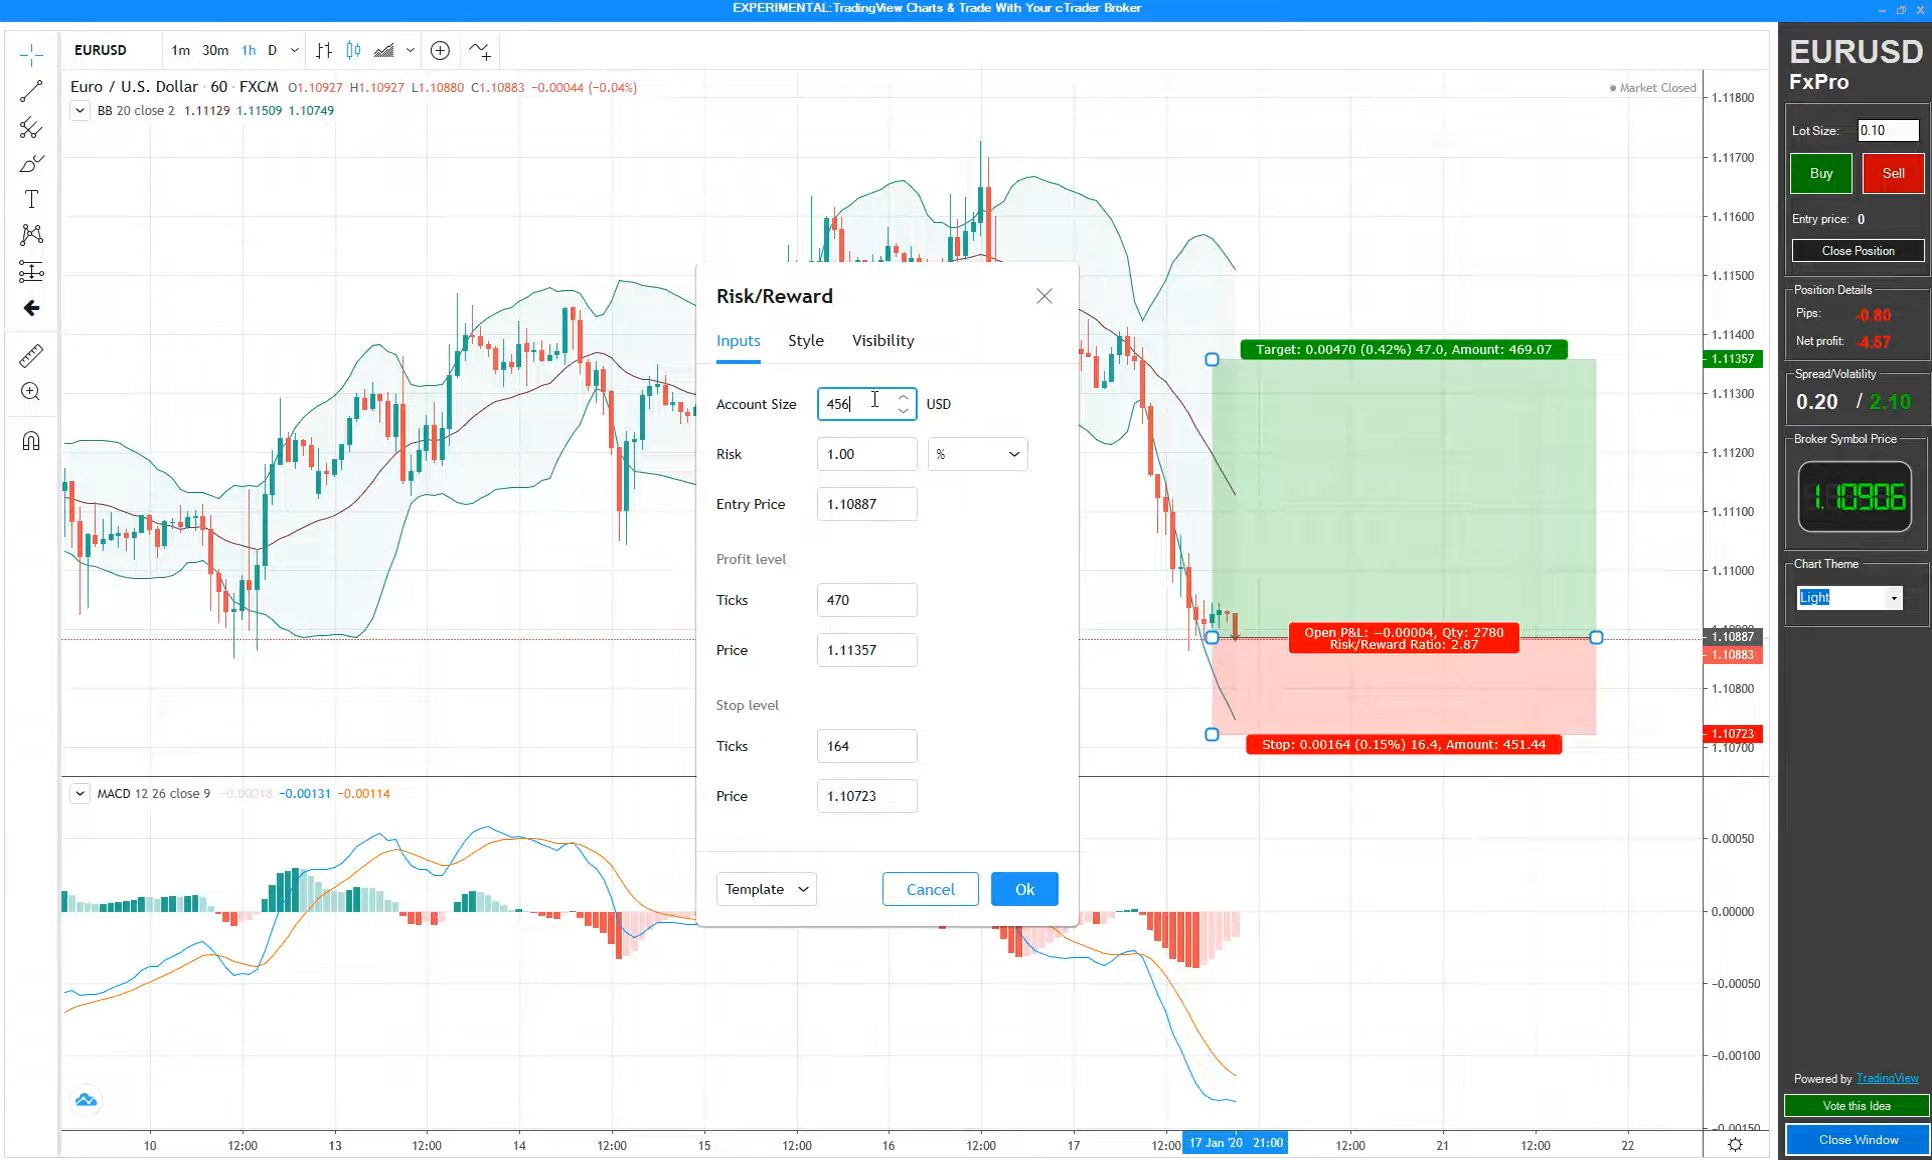 EXPERIMENTAL:TradingView Charts & Trade With Your cTrader Broker
EURUSD
1m 30m 1h D
Euro / U.S. Dollar · 60 · FXCM O1.10927 H1.10927 L1.10880 C1.10883 −0.00044 (−0.04%)
Market Closed
BB 20 close 2 1.11129 1.11509 1.10749
Risk/Reward
Inputs Style Visibility
Account Size 456 USD
Risk 1.00 %
Entry Price 1.10887
Profit level
Ticks 470
Price 1.11357
Stop level
Ticks 164
Price 1.10723
Template
Cancel
Ok
Target: 0.00470 (0.42%) 47.0, Amount: 469.07
Open P&L: −0.00004, Qty: 2780
Risk/Reward Ratio: 2.87
Stop: 0.00164 (0.15%) 16.4, Amount: 451.44
1.11800
1.11700
1.11600
1.11500
1.11400
1.11357
1.11300
1.11200
1.11100
1.11000
1.10887
1.10883
1.10800
1.10723
1.10700
MACD 12 26 close 9 −0.00018 −0.00131 −0.00114
0.00050
0.00000
−0.00050
−0.00100
−0.00150
10 12:00 13 12:00 14 12:00 15 12:00 16 12:00 17 12:00 17 Jan '20 21:00 12:00 21 12:00 22
EURUSD
FxPro
Lot Size: 0.10
Buy Sell
Entry price: 0
Close Position
Position Details
Pips: -0.80
Net profit: -4.57
Spread/Volatility
0.20 / 2.10
Broker Symbol Price
1.10906
Chart Theme
Light
Powered by TradingView
Vote this Idea
Close Window